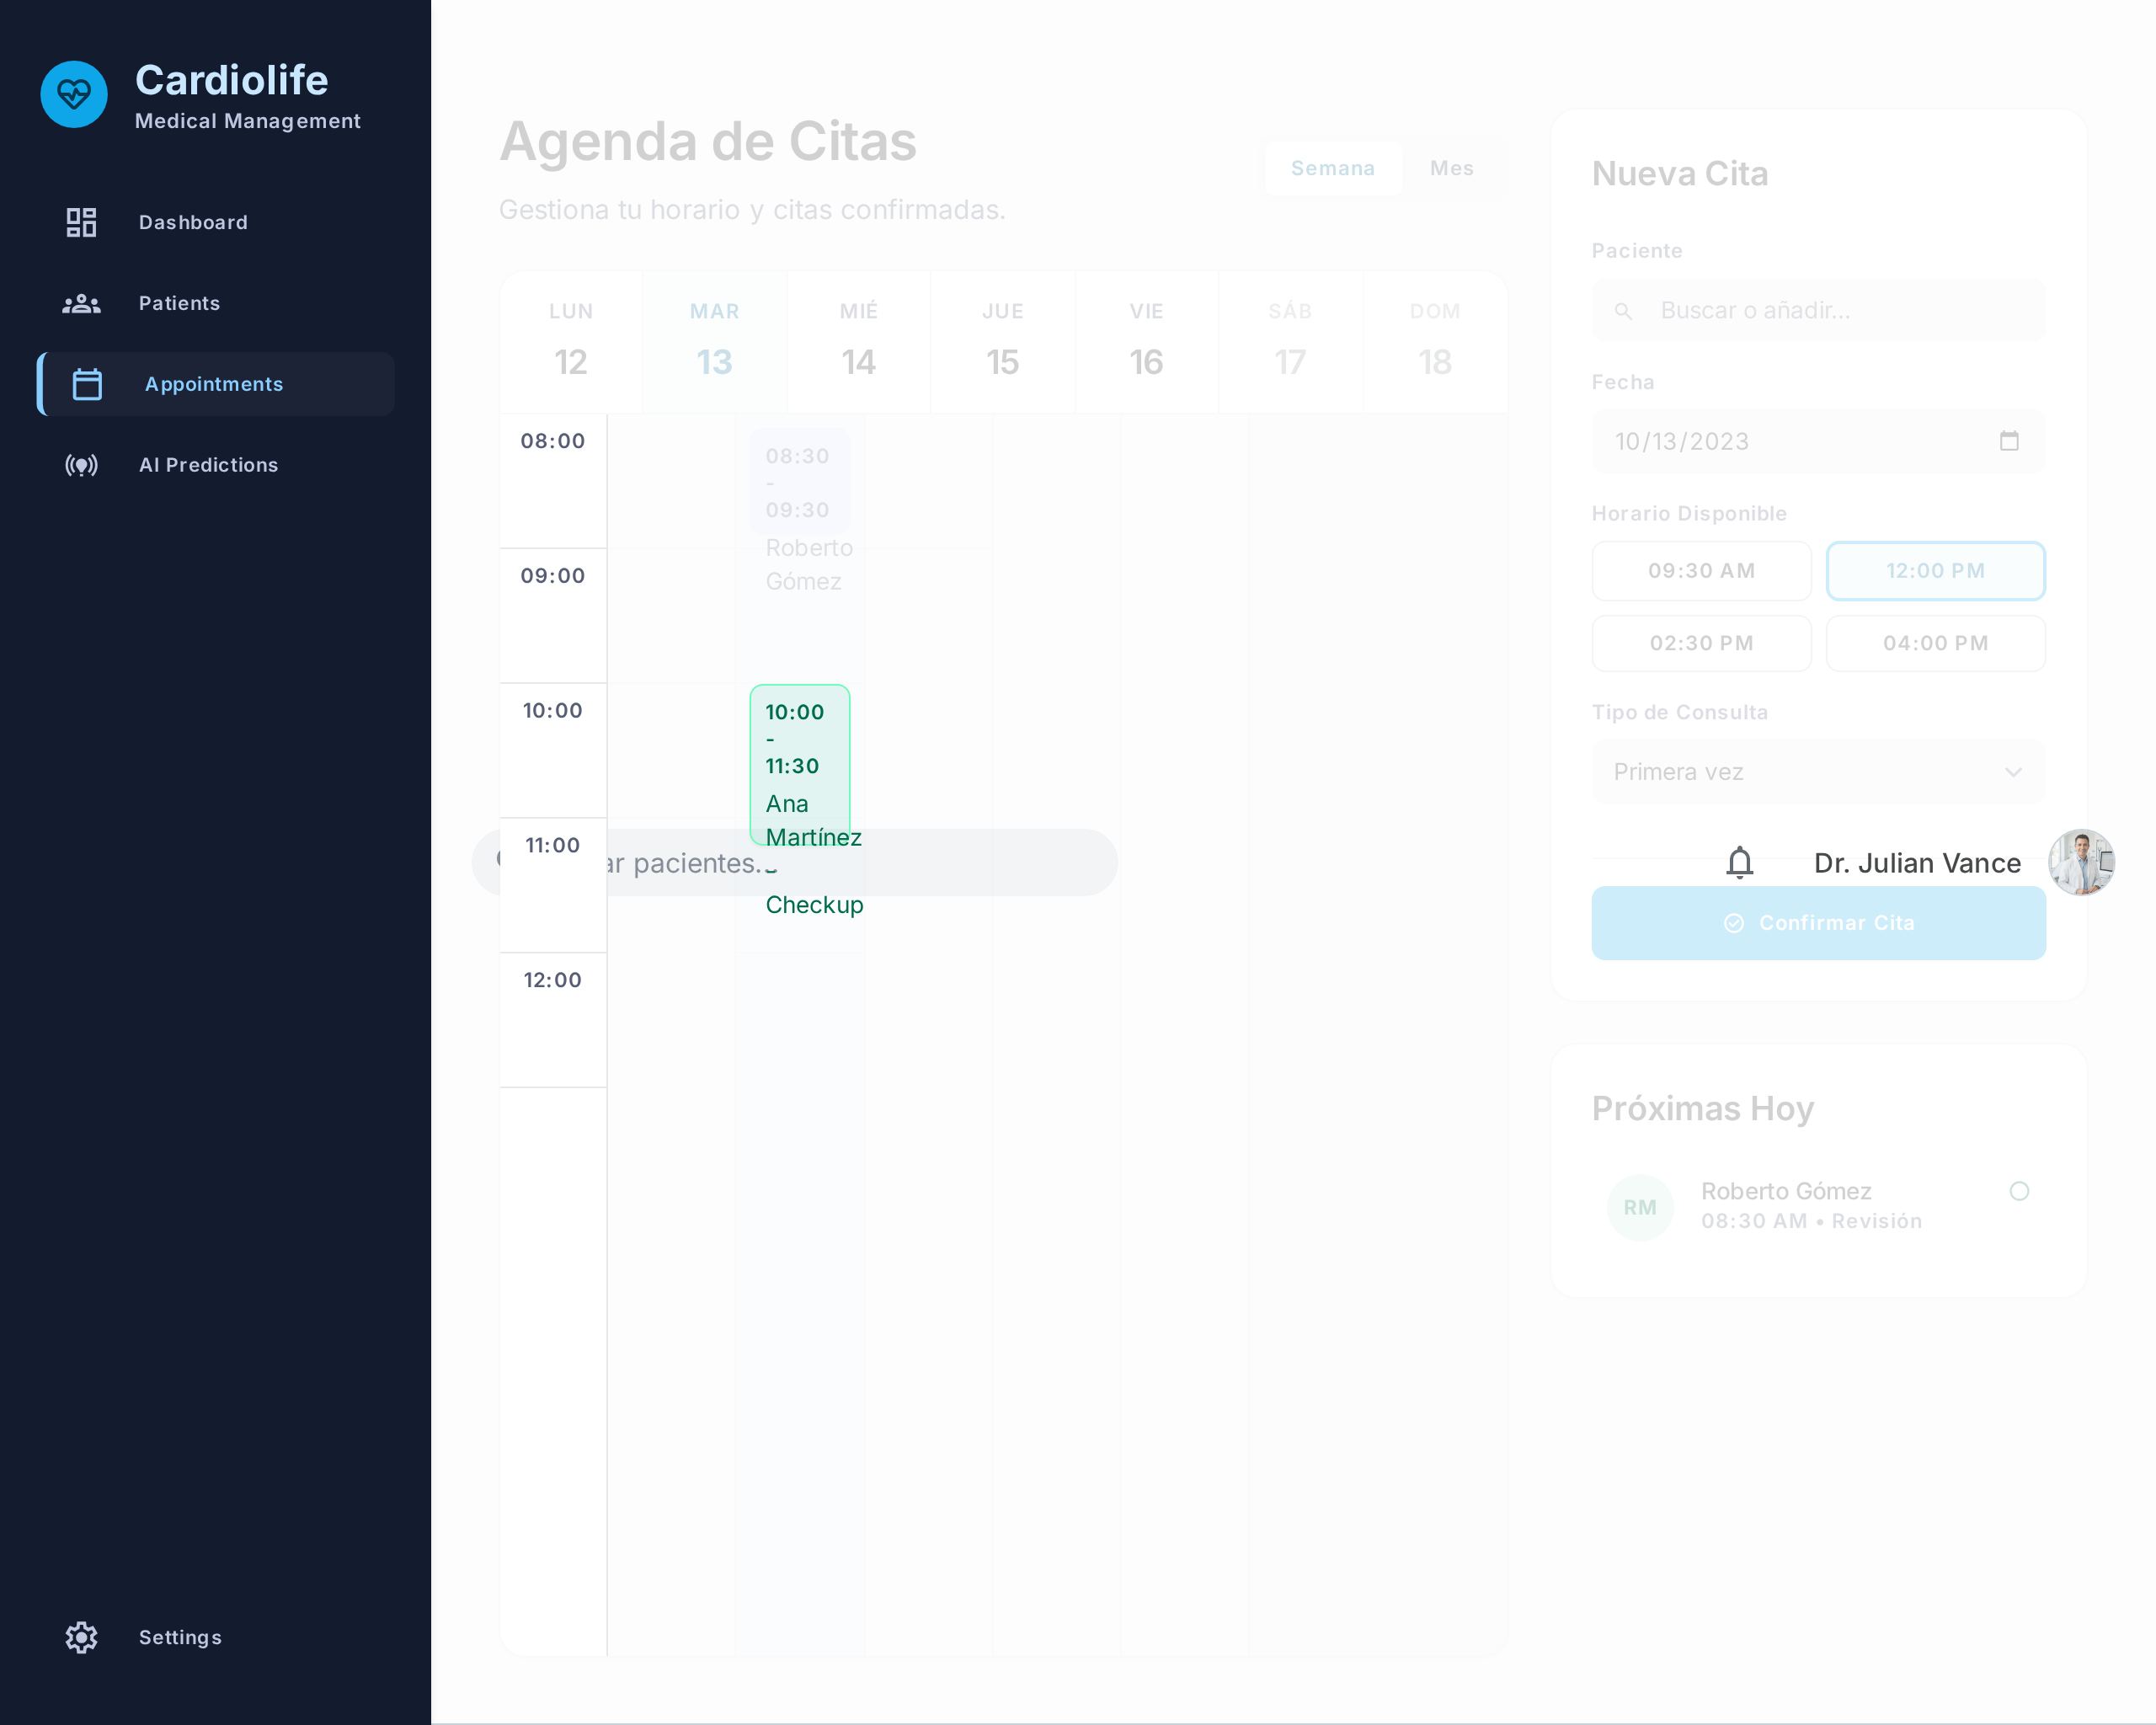 Cardiolife
Medical Management
Dashboard
Patients
Appointments
AI Predictions
Settings
Agenda de Citas
Gestiona tu horario y citas confirmadas.
Semana
Mes
LUN
12
MAR
13
MIÉ
14
JUE
15
VIE
16
SÁB
17
DOM
18
08:00
09:00
10:00
11:00
12:00
08:30
-
09:30
Roberto
Gómez
10:00
-
11:30
Ana
Martínez
-
Checkup
pacientes...
Dr. Julian Vance
Nueva Cita
Paciente
Buscar o añadir...
Fecha
10/13/2023
Horario Disponible
09:30 AM
12:00 PM
02:30 PM
04:00 PM
Tipo de Consulta
Primera vez
Confirmar Cita
Próximas Hoy
RM
Roberto Gómez
08:30 AM • Revisión